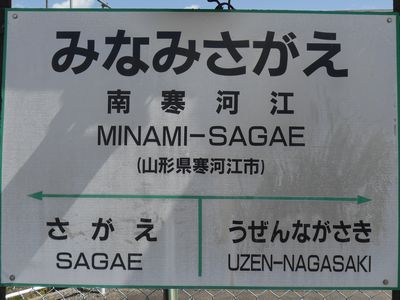 みなみさがえ
南寒河江
MINAMI-SAGAE
(山形県寒河江市)
さがえ
うぜんながさき
SAGAE
UZEN-NAGASAKI